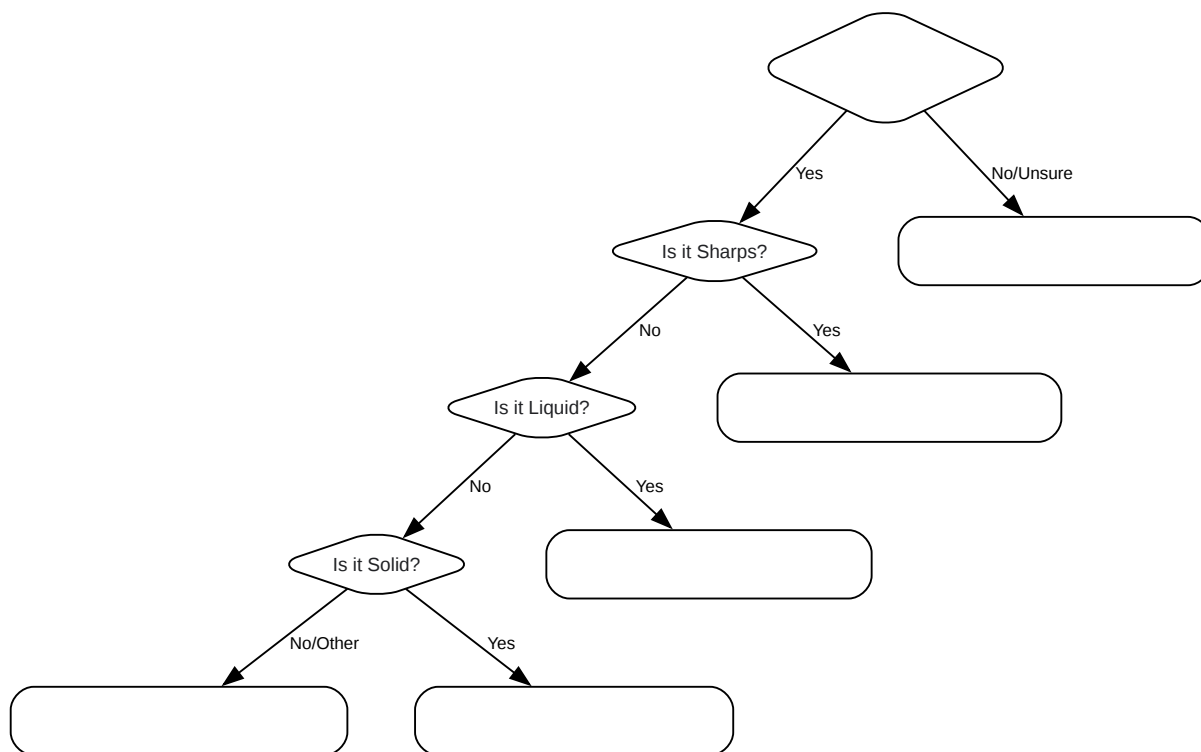 Yes
No/Unsure
Is it Sharps?
No
Yes
Is it Liquid?
No
Yes
Is it Solid?
No/Other
Yes